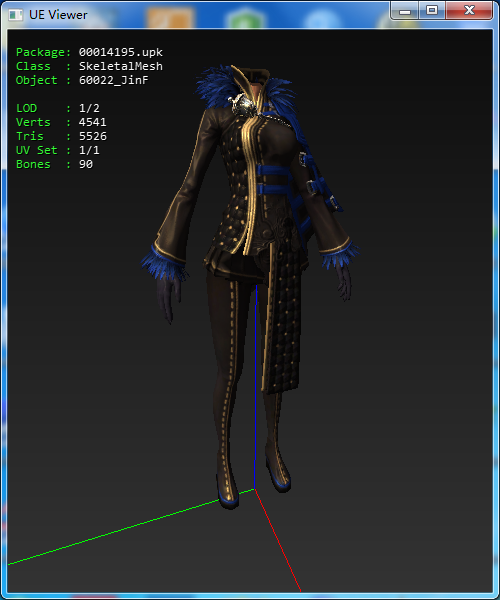 UE Viewer
Package: 00014195.upk
Class : SkeletalMesh
Object : 60022_JinF
LOD : 1/2
Verts : 4541
Tris : 5526
UV Set : 1/1
Bones : 90